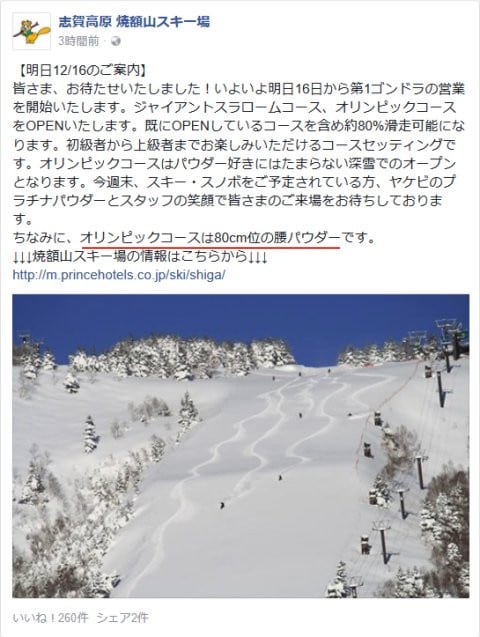 志賀高原 焼額山スキー場
3時間前 ·
【明日12/16のご案内】
皆さま、お待たせいたしました！いよいよ明日16日から第1ゴンドラの営業
を開始いたします。ジャイアントスラロームコース、オリンピックコース
をOPENいたします。既にOPENしているコースを含め約80%滑走可能にな
ります。初級者から上級者までお楽しみいただけるコースセッティングで
す。オリンピックコースはパウダー好きにはたまらない深雪でのオープン
となります。今週末、スキー・スノボをご予定されている方、ヤケビのプ
ラチナパウダーとスタッフの笑顔で皆さまのご来場をお待ちしておりま
す。
ちなみに、オリンピックコースは80cm位の腰パウダーです。
↓↓↓焼額山スキー場の情報はこちらから↓↓↓
http://m.princehotels.co.jp/ski/shiga/
いいね！260件 シェア2件